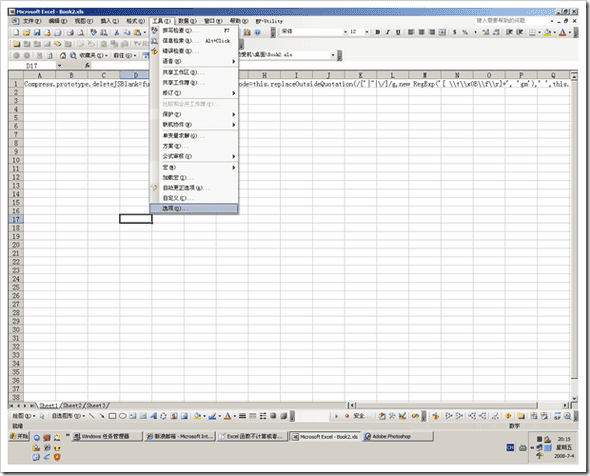 Microsoft Excel - Book2.xls
文件(F) 编辑(E) 视图(V) 插入(I) 格式(O) 工具(T) 数据(D) 窗口(W) 帮助(H) BP-Utility
键入需要帮助的问题
拼写检查(S)... F7
宋体 12
信息检索(R)... Alt+Click
错误检查(K)...
收藏夹 前往(G) 桌面\Book2.xls
语音(H)
D17 fx
共享工作区(D)...
A B C D H I J K L M N O P Q
共享工作簿(B)...
1 Compress.prototype.deleteJSBlank=fu ode=this.replaceOutsideQuotation(/["|'|\/]/g,new RegExp('[ \\t\\x0B\\f\\r]+', 'gm'),' ',this.
修订(T)
2
比较和合并工作簿(W)...
3
保护(P)
4
联机协作(N)
5
单变量求解(G)...
6
方案(E)...
7
公式审核(U)
8
宏(M)
9
加载宏(I)...
10
自动更正选项(A)...
11
自定义(C)...
12
选项(O)...
13
14
15
16
17
18
19
20
21
22
23
24
25
26
27
28
29
30
31
32
33
34
35
36
37
38
Sheet1 Sheet2 Sheet3
绘图(R) 自选图形(U) 安全...
就绪 数字
开始 Windows 任务管理器 新浪邮箱 - Microsoft Int... Excel 函数不计算或者... Microsoft Excel - Book2.xls Adobe Photoshop
20:15
星期五
2008-7-4